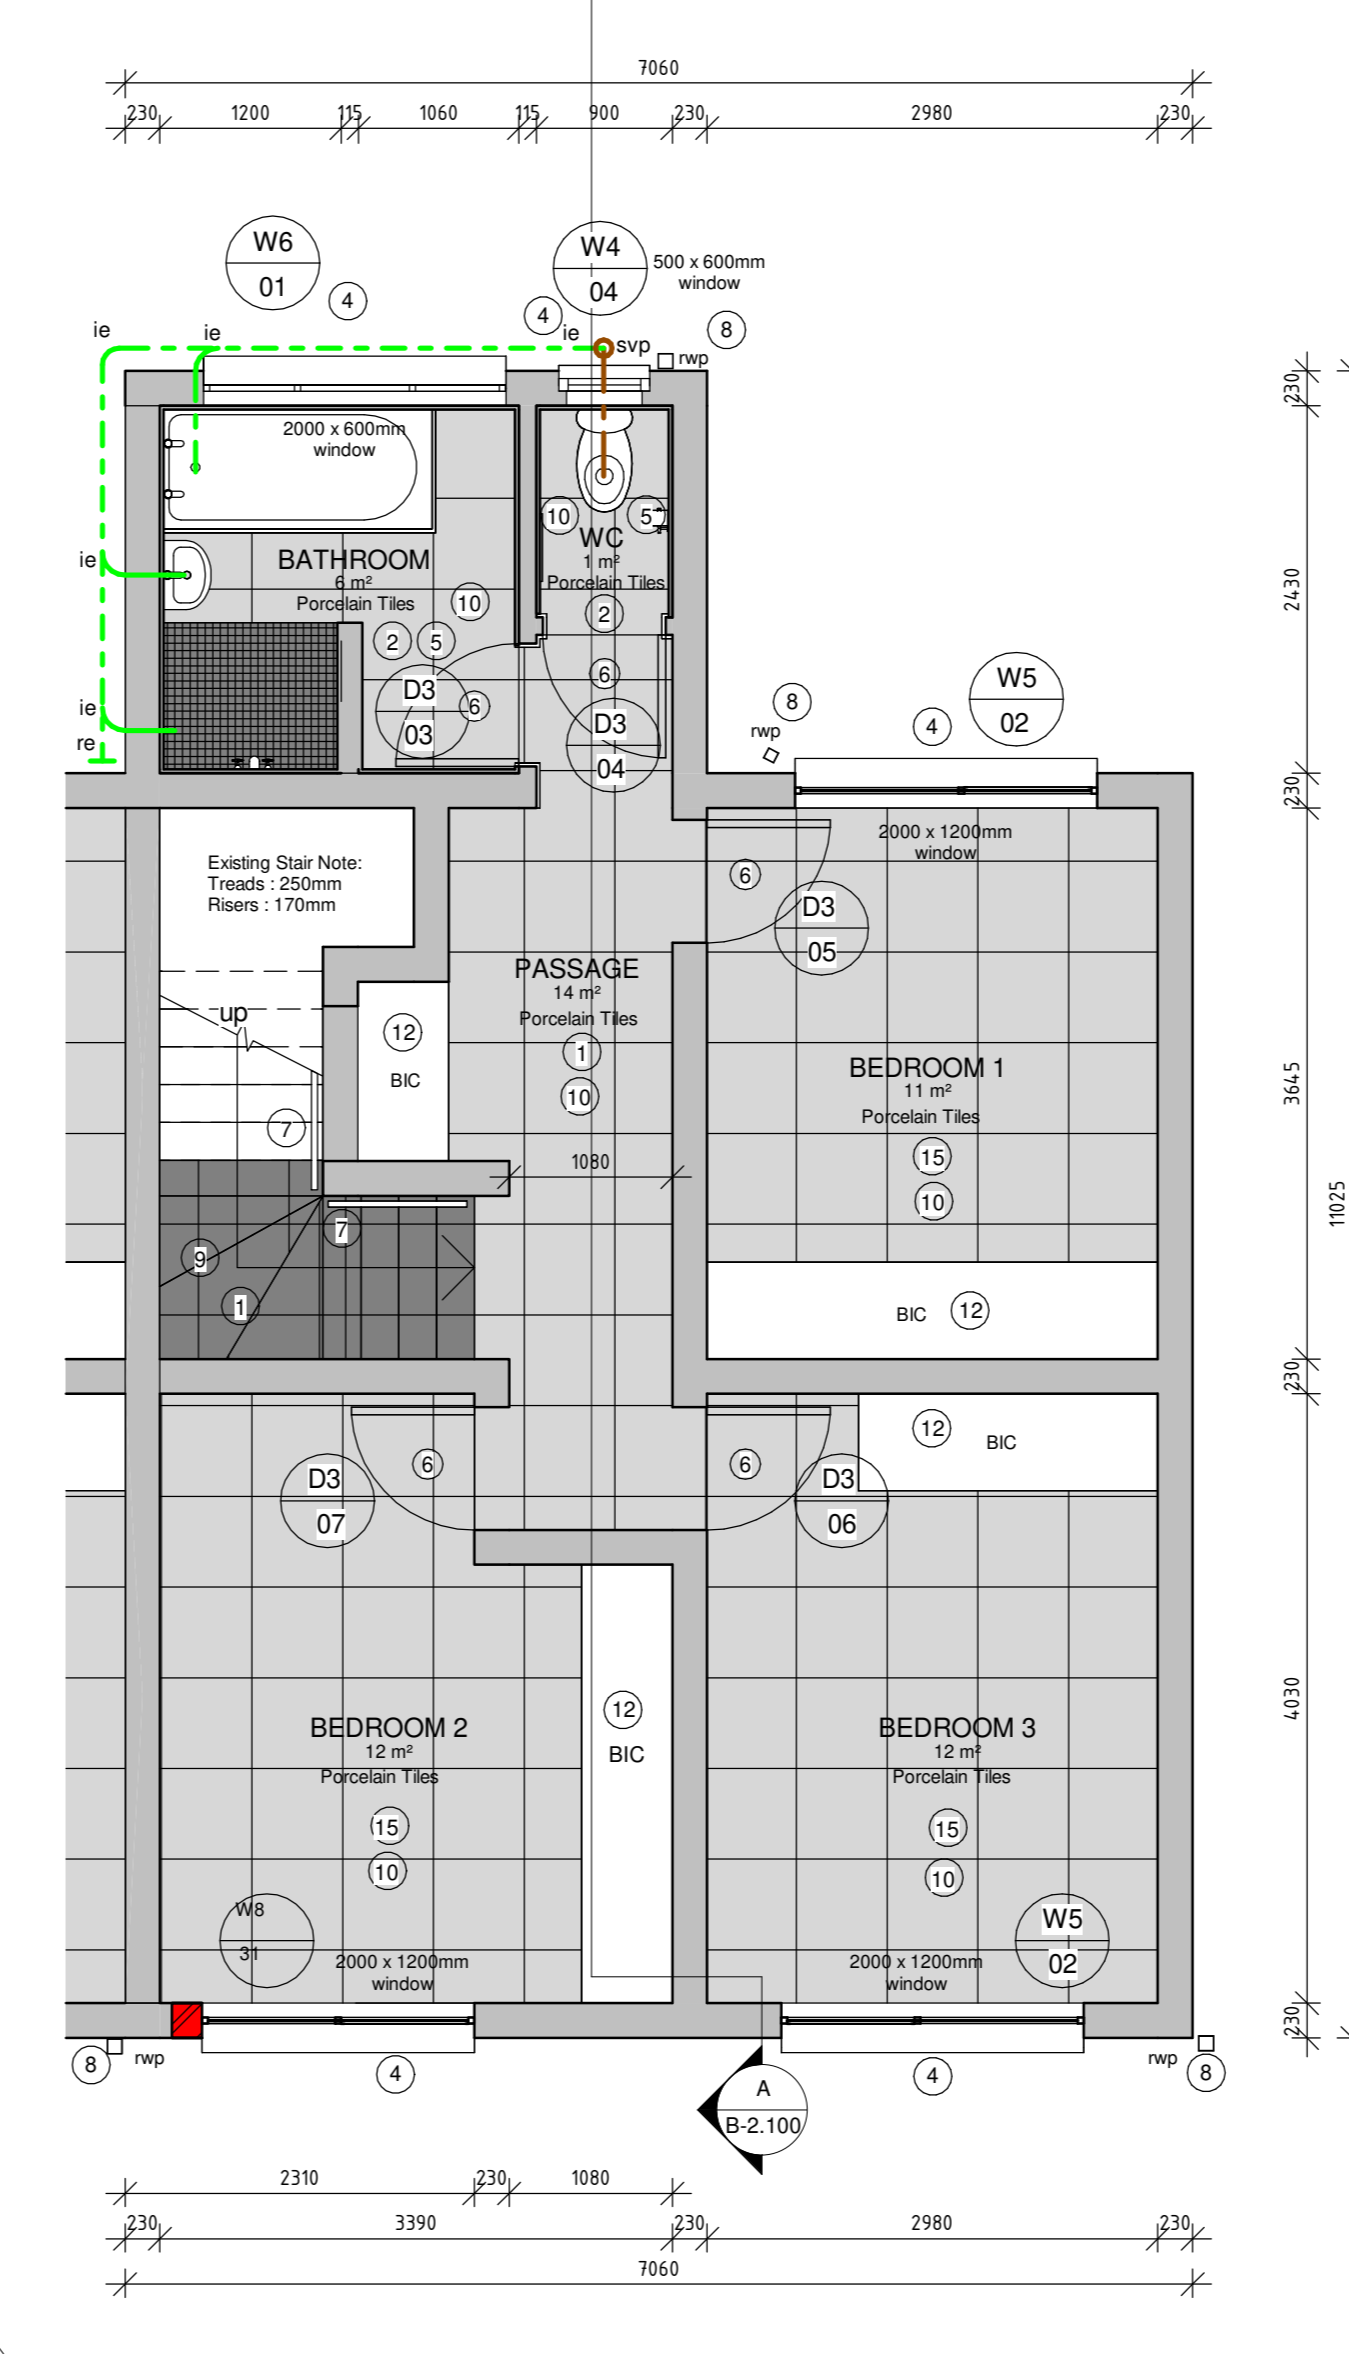 7060
230 1200 115 1060 115 900 230 2980 230
W6
01
4
W4
04
500 x 600mm
window
4
8
ie
ie
ie
svp
rwp
230
2000 x 600mm
window
10
5
WC
1 m²
Porcelain Tiles
2
BATHROOM
6 m²
Porcelain Tiles
10
2
5
ie
2430
6
D3
03
6
D3
04
ie
re
8
rwp
4
W5
02
230
2000 x 1200mm
window
Existing Stair Note:
Treads : 250mm
Risers : 170mm
6
D3
05
PASSAGE
14 m²
Porcelain Tiles
1
10
up
12
BIC
7
BEDROOM 1
11 m²
Porcelain Tiles
15
10
3645
1080
11025
7
9
1
BIC
12
230
12
BIC
6
D3
07
6
D3
06
BEDROOM 2
12 m²
Porcelain Tiles
15
10
12
BIC
BEDROOM 3
12 m²
Porcelain Tiles
15
10
4030
W8
31
2000 x 1200mm
window
2000 x 1200mm
window
W5
02
230
8
rwp
4
4
rwp
8
A
B-2.100
2310 230 1080
230 3390 230 2980 230
7060